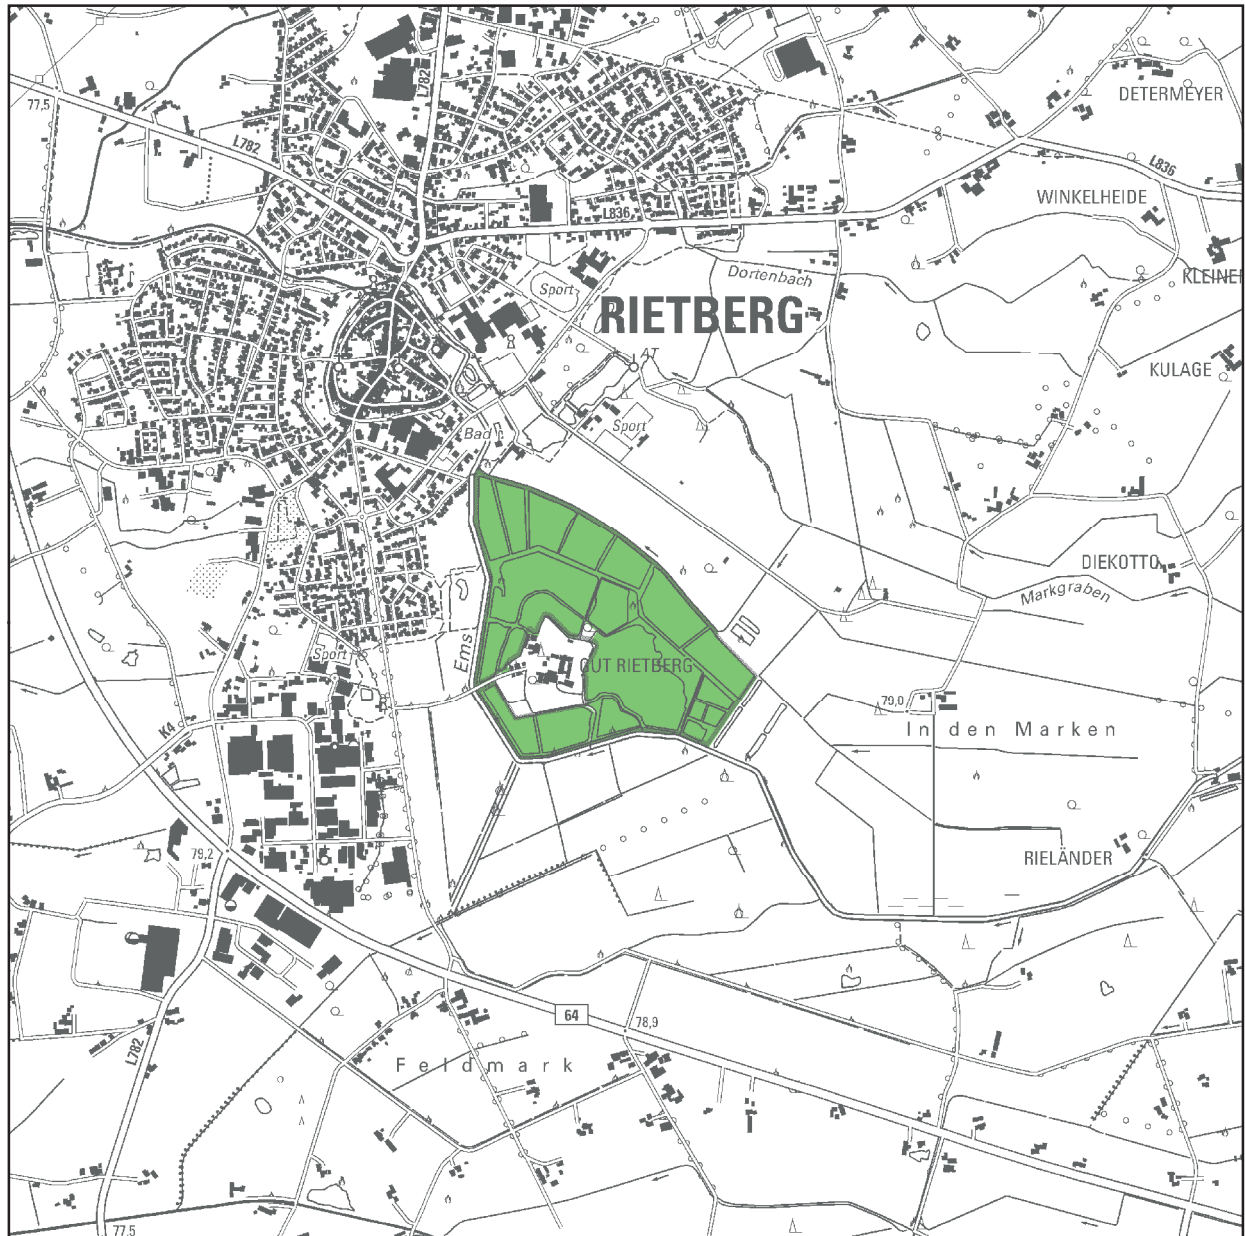 L782
77,5
L782
DETERMEYER
L836
WINKELHEIDE
L836
KLEINE
Dortenbach
Sport
RIETBERG
AT
KULAGE
Bad
Sport
DIEKOTTO
Markgraben
Ems
Sport
GUT RIETBERG
79,0
In den Marken
K4
79,2
RIELÄNDER
64
78,9
L782
Feldmark
77,5